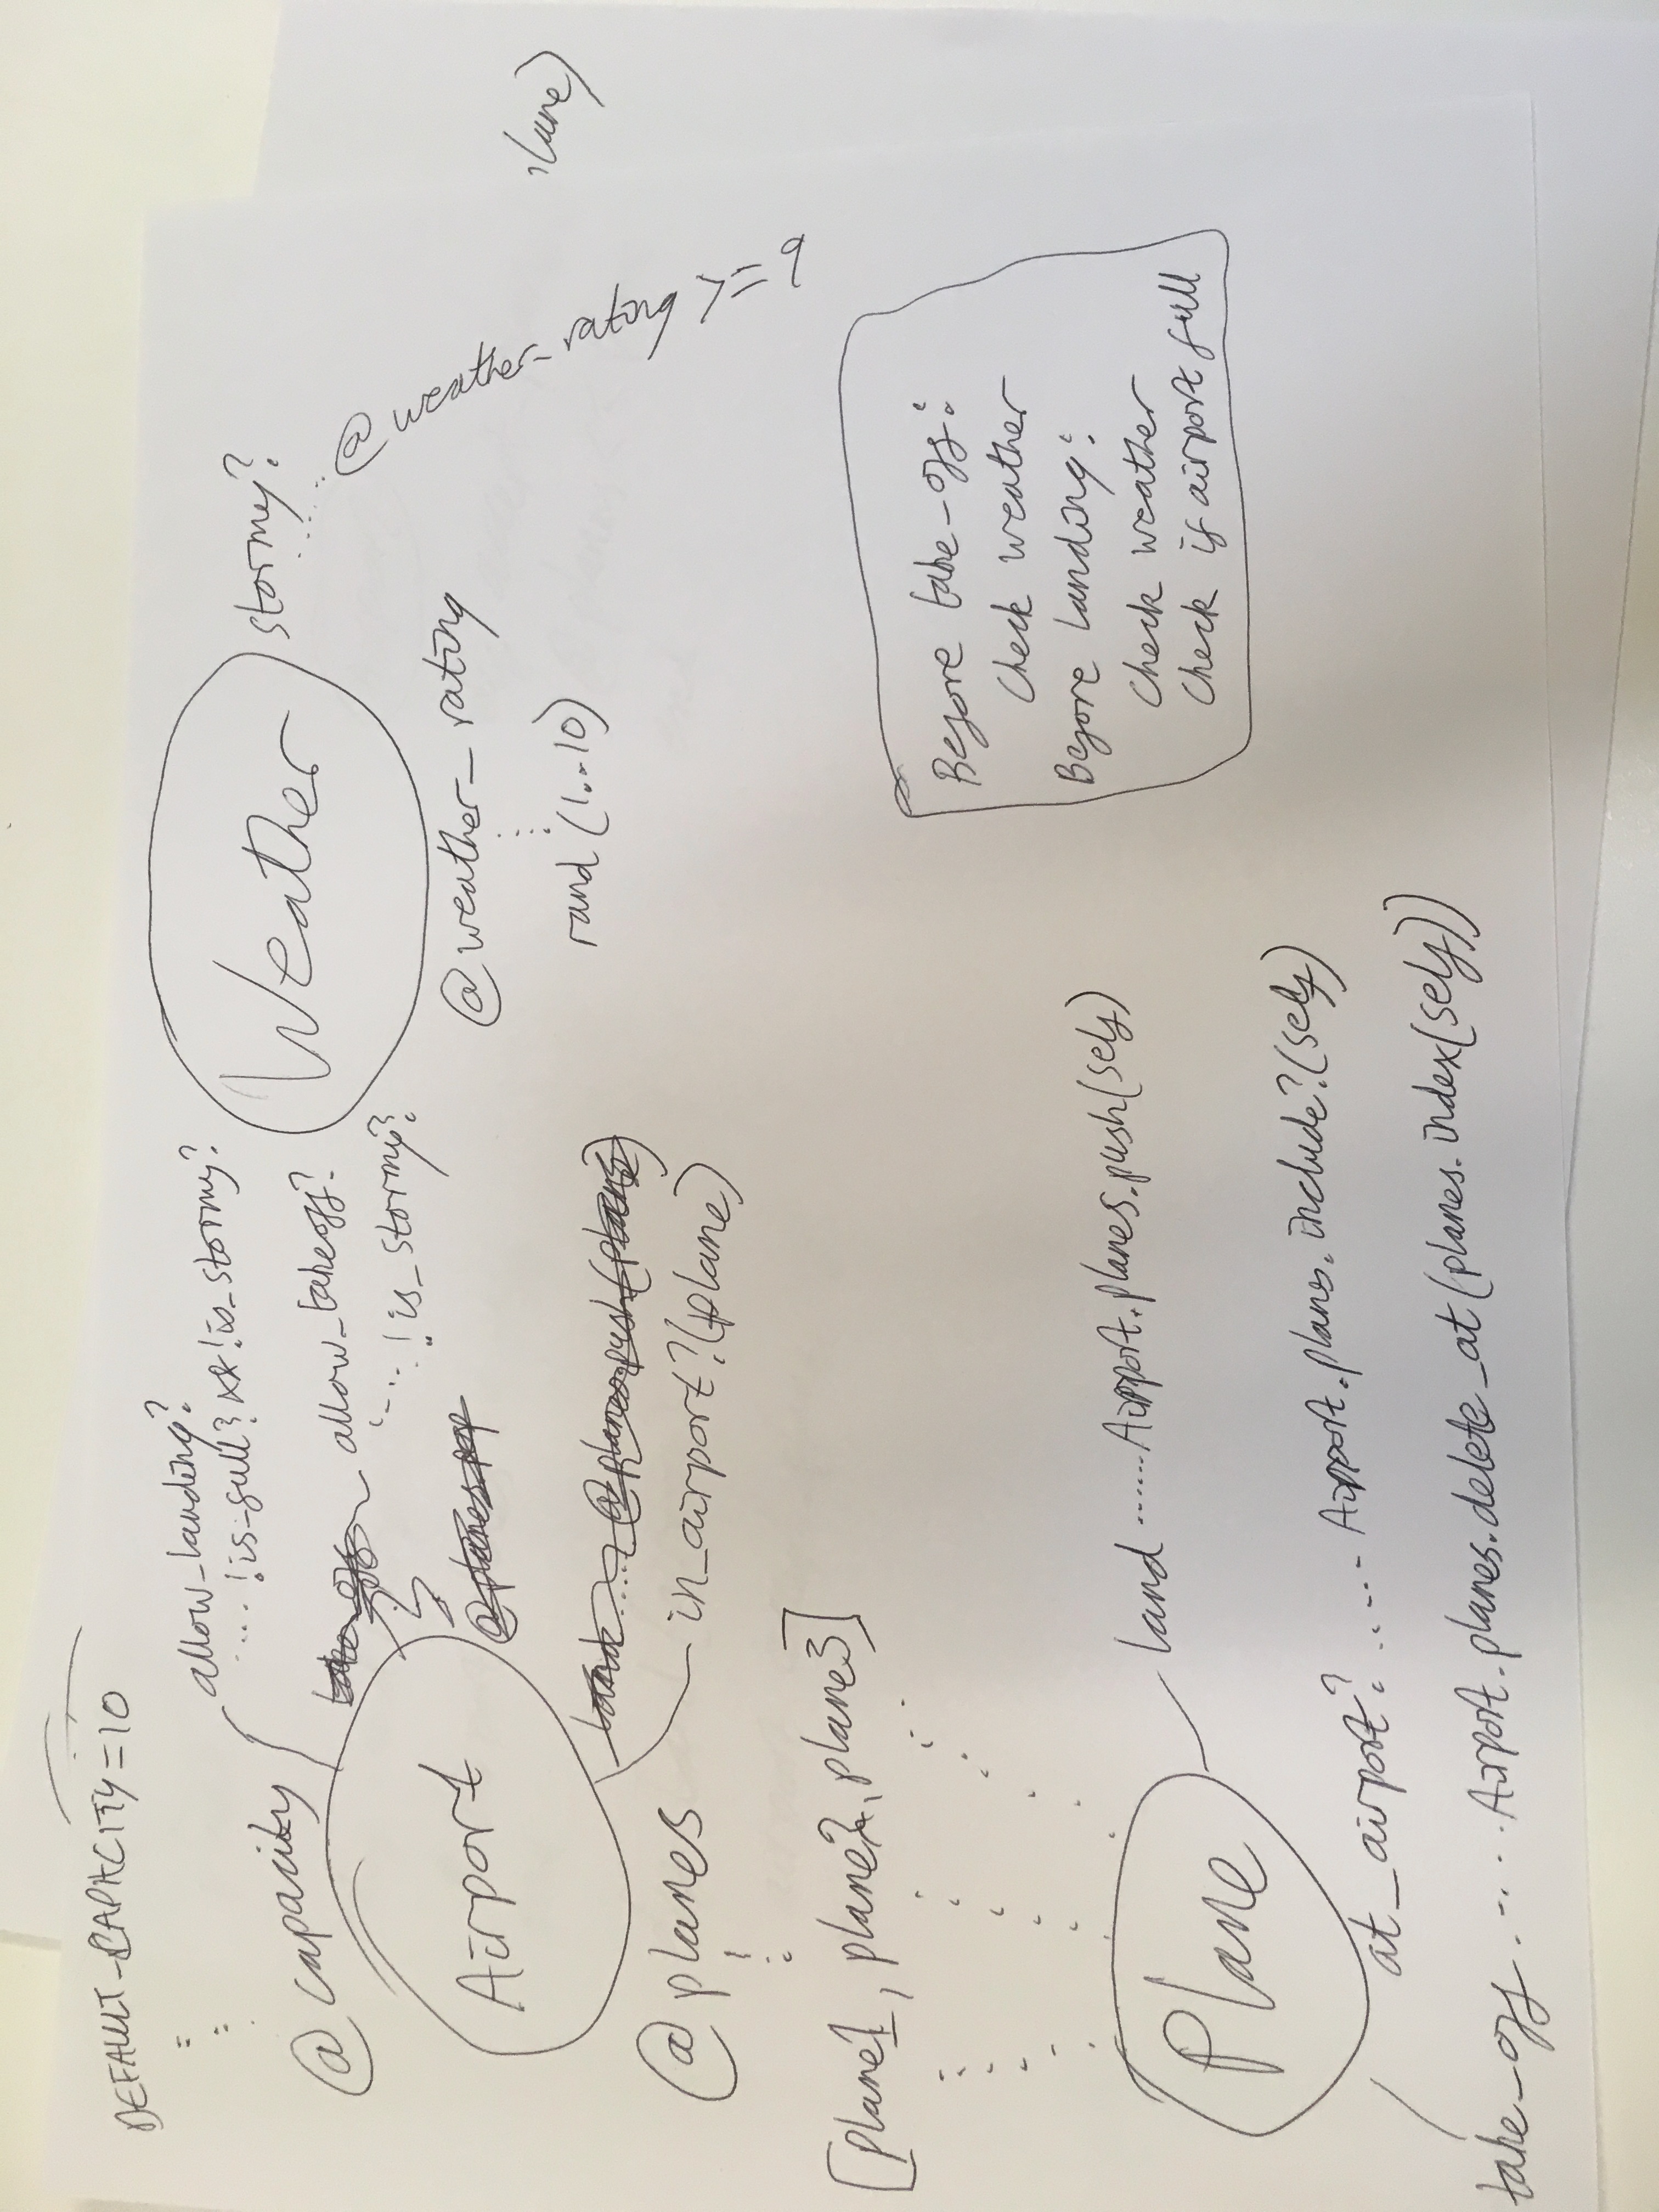 DEFAULT_CAPACITY=10
@capacity
allow_landing?
.... !is_full? && !is_stormy?
allow_takeoff?
.... !is_stormy?
Airport
@planes
in_airport?(plane)
[plane1, plane2, plane3]
Weather
stormy?
@weather_rating >= 9
@weather_rating
rand (1..10)
Before take-off:
Check weather
Before landing:
Check weather
Check if airport full
Plane
land ...... Airport.planes.push(self)
at_airport? ..... Airport.planes.include?(self)
take_off ...... Airport.planes.delete_at(planes.index(self))